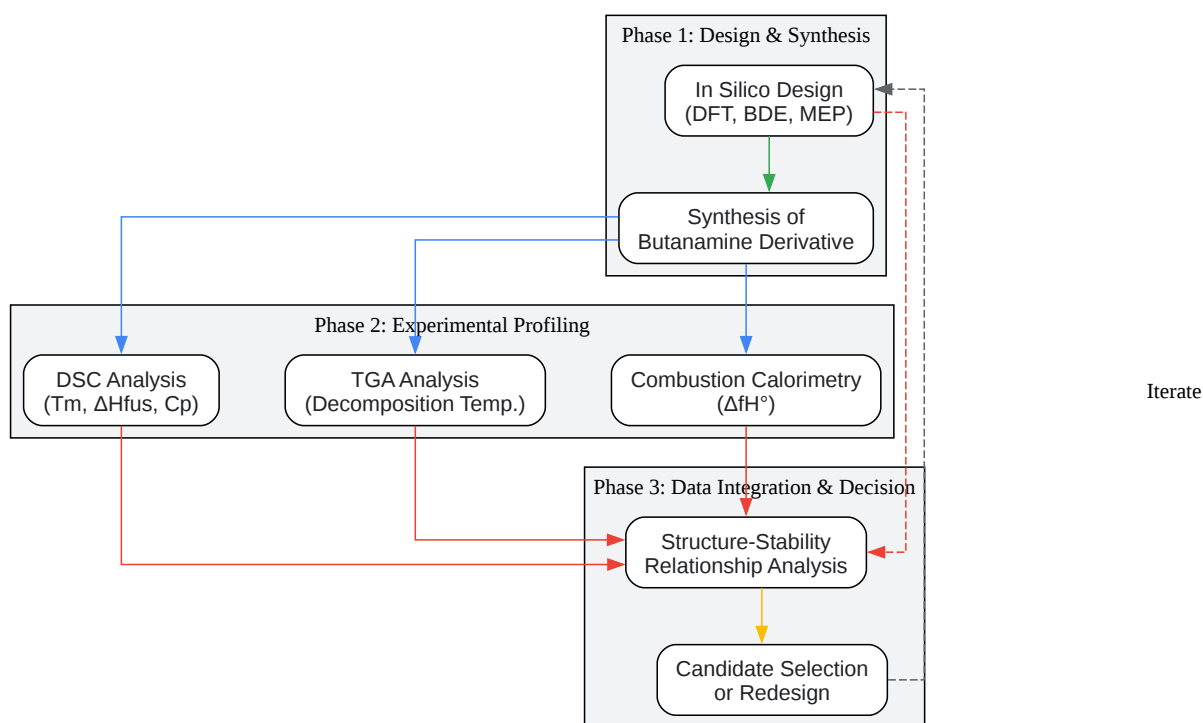 Phase 1: Design & Synthesis
In Silico Design
(DFT, BDE, MEP)
Synthesis of
Butanamine Derivative
Phase 2: Experimental Profiling
DSC Analysis
(Tm, ΔHfus, Cp)
TGA Analysis
(Decomposition Temp.)
Combustion Calorimetry
(ΔfH°)
Iterate
Phase 3: Data Integration & Decision
Structure-Stability
Relationship Analysis
Candidate Selection
or Redesign